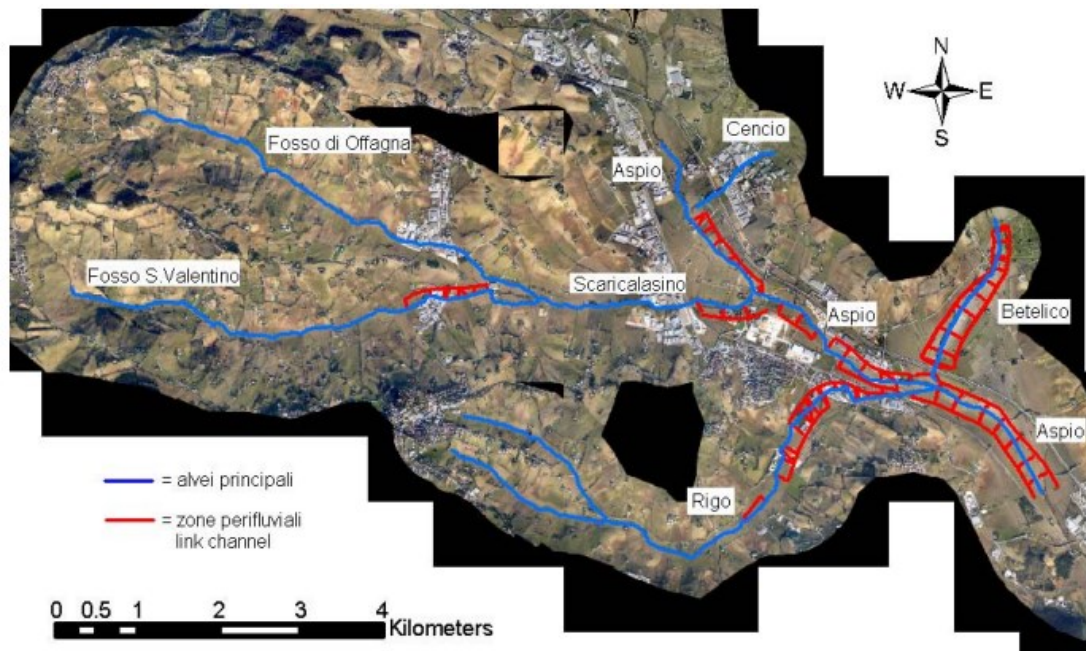 N
W E
S
Cencio
Fosso di Offagna
Aspio
Fosso S.Valentino
Scaricalasino
Aspio
Betelico
Aspio
Rigo
= alvei principali
= zone perifluviali
link channel
0 0.5 1 2 3 4
Kilometers